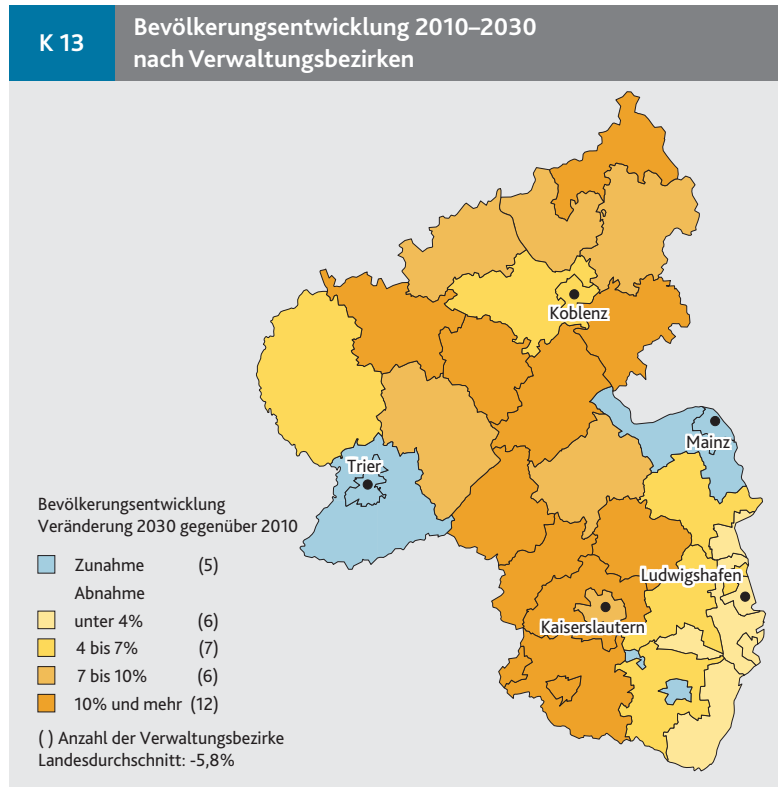 K 13
Bevölkerungsentwicklung 2010–2030
nach Verwaltungsbezirken
Koblenz
Mainz
Trier
Ludwigshafen
Kaiserslautern
Bevölkerungsentwicklung
Veränderung 2030 gegenüber 2010
Zunahme (5)
Abnahme
unter 4% (6)
4 bis 7% (7)
7 bis 10% (6)
10% und mehr (12)
( ) Anzahl der Verwaltungsbezirke
Landesdurchschnitt: -5,8%